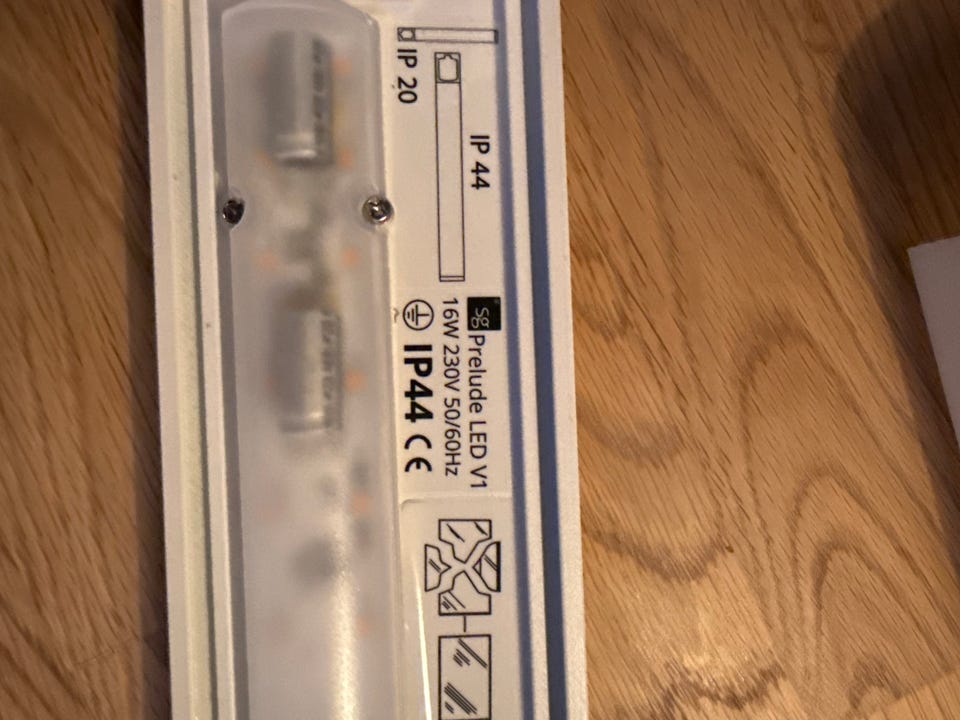 IP 20
IP 44
sg Prelude LED V1
16W 230V 50/60Hz
IP44 CE